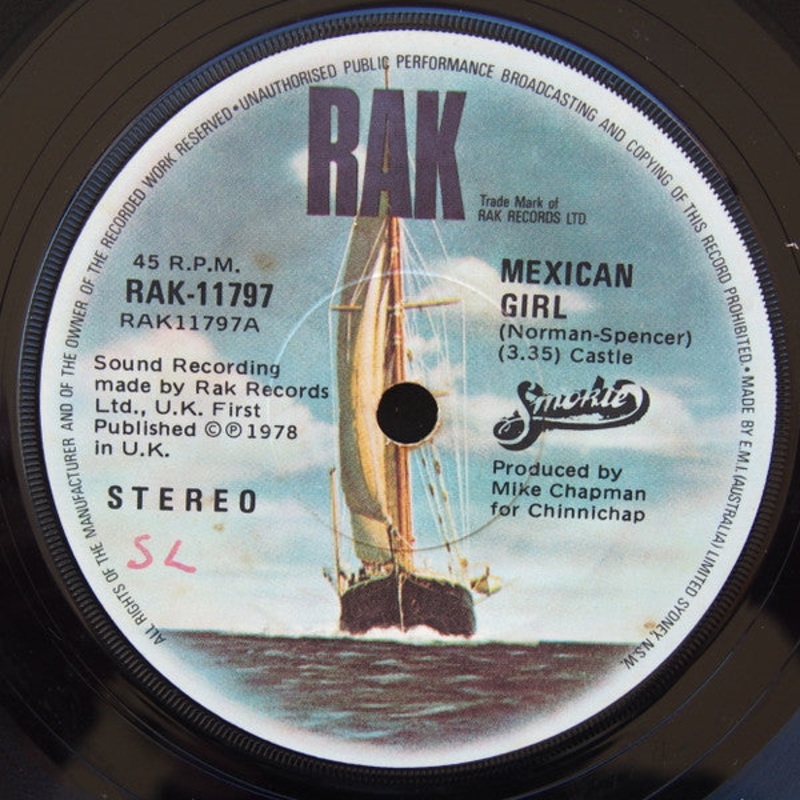 ALL RIGHTS OF THE MANUFACTURER AND OF THE OWNER OF THE RECORDED WORK RESERVED • UNAUTHORISED PUBLIC PERFORMANCE BROADCASTING AND COPYING OF THIS RECORD PROHIBITED • MADE BY E.M.I. (AUSTRALIA) LIMITED SYDNEY, N.S.W.
RAK
Trade Mark of
RAK RECORDS LTD.
45 R.P.M.
RAK-11797
RAK11797A
Sound Recording
made by Rak Records
Ltd., U.K. First
Published ©℗1978
in U.K.
STEREO
SL
MEXICAN
GIRL
(Norman-Spencer)
(3.35) Castle
Smokie
Produced by
Mike Chapman
for Chinnichap